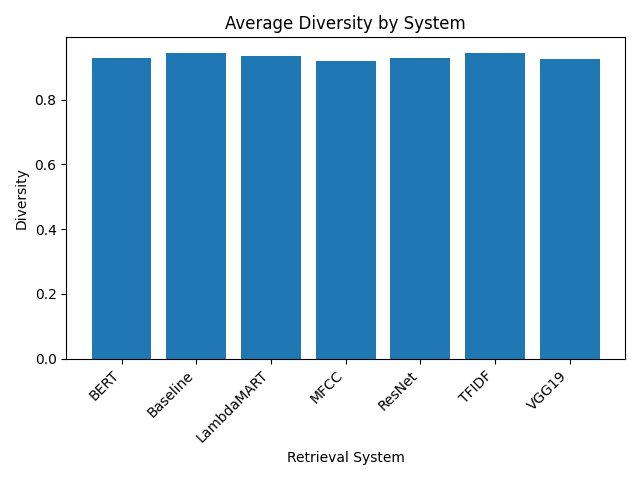 Average Diversity by System
Diversity
0.8
0.6
0.4
0.2
0.0
BERT
Baseline
LambdaMART
MFCC
ResNet
TFIDF
VGG19
Retrieval System